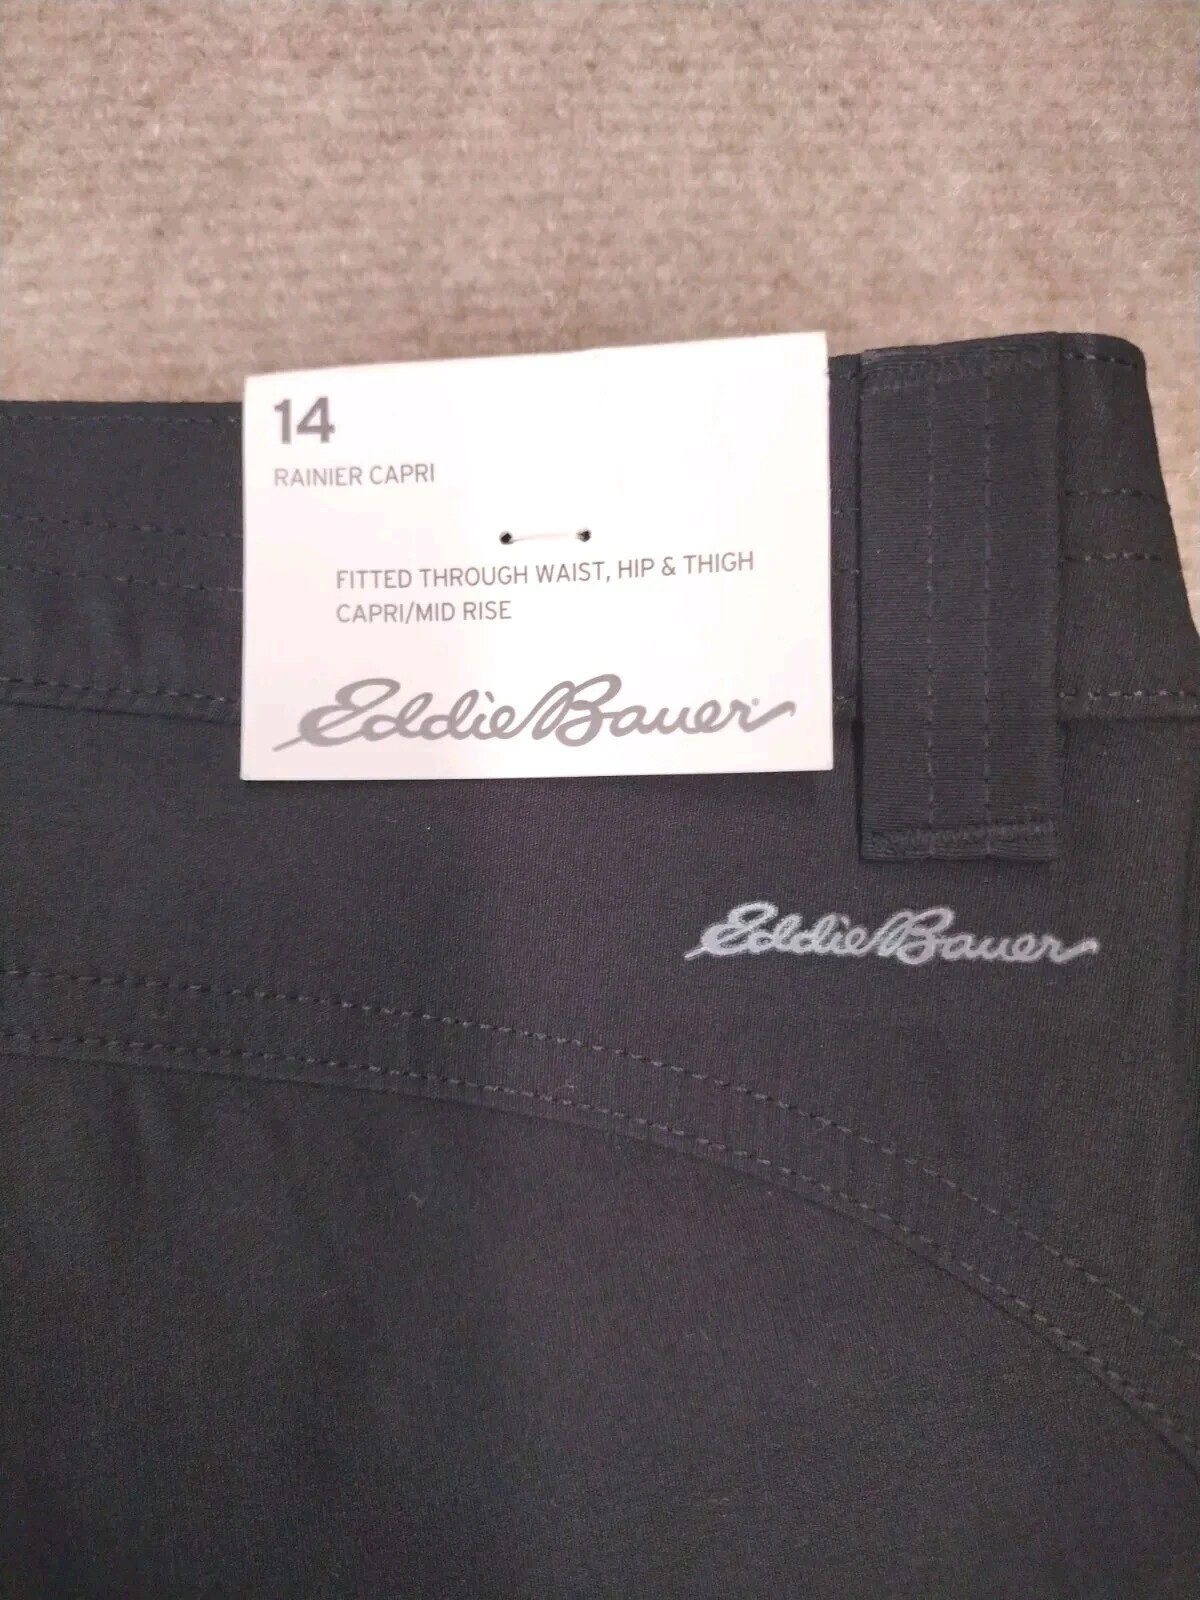 14
RAINIER CAPRI
FITTED THROUGH WAIST, HIP & THIGH
CAPRI/MID RISE
Eddie Bauer
Eddie Bauer